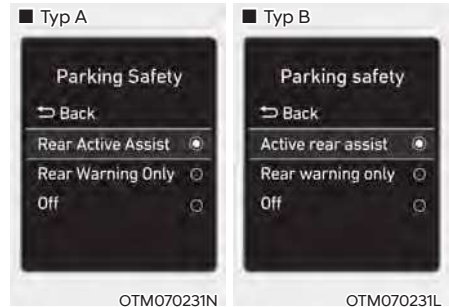 ■ Typ A
Parking Safety
⮌ Back
Rear Active Assist
Rear Warning Only
Off
OTM070231N
■ Typ B
Parking safety
⮌ Back
Active rear assist
Rear warning only
Off
OTM070231L